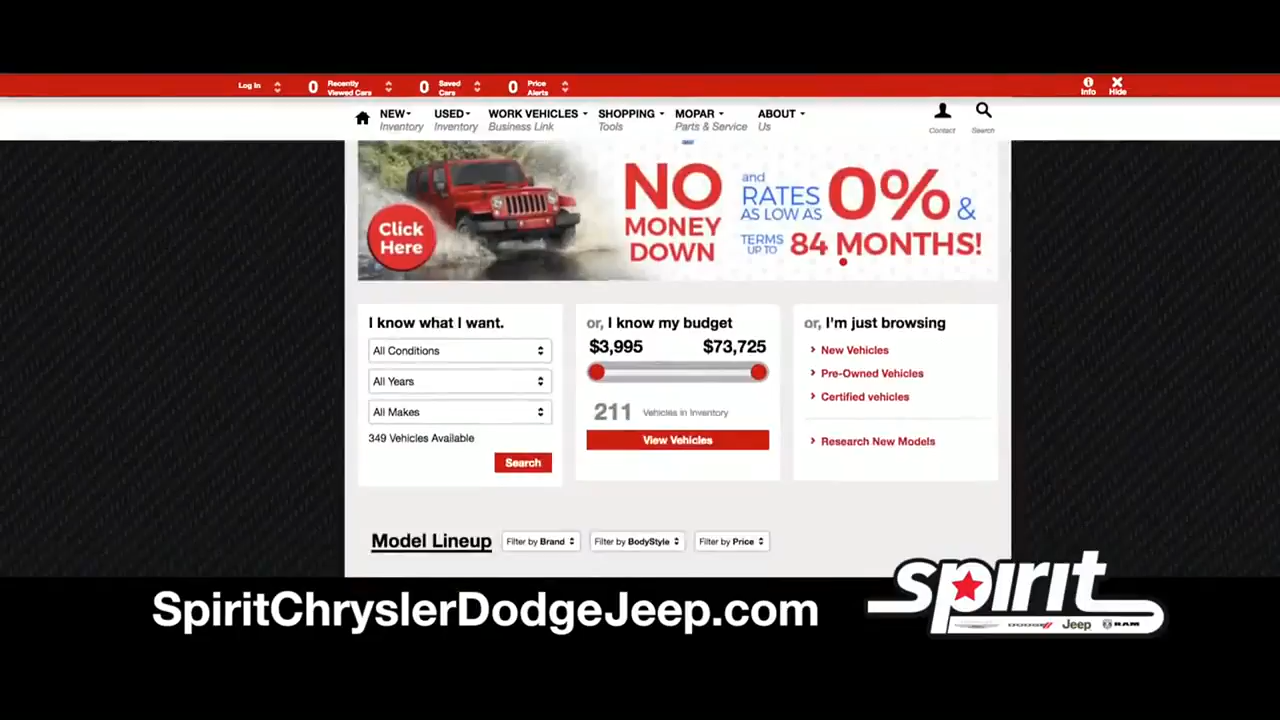 Log In
0 Recently Viewed Cars
0 Saved Cars
0 Price Alerts
Info
Hide
NEW Inventory
USED Inventory
WORK VEHICLES Business Link
SHOPPING Tools
MOPAR Parts & Service
ABOUT Us
Contact
Search
Click Here
NO MONEY DOWN
and RATES AS LOW AS 0% &
TERMS UP TO 84 MONTHS!
I know what I want.
All Conditions
All Years
All Makes
349 Vehicles Available
Search
or, I know my budget
$3,995 $73,725
211 Vehicles in Inventory
View Vehicles
or, I'm just browsing
New Vehicles
Pre-Owned Vehicles
Certified vehicles
Research New Models
Model Lineup
Filter by Brand
Filter by BodyStyle
Filter by Price
SpiritChryslerDodgeJeep.com
spirit
DODGE Jeep RAM